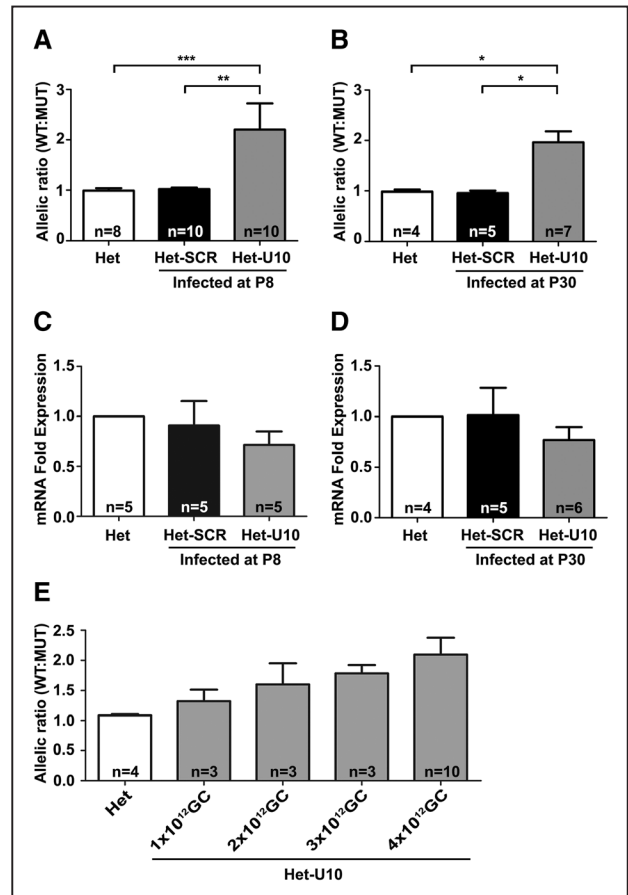 A
Allelic ratio (WT:MUT)
3
2
1
0
***
**
n=8
n=10
n=10
Het
Het-SCR
Het-U10
Infected at P8
B
Allelic ratio (WT:MUT)
3
2
1
0
*
*
n=4
n=5
n=7
Het
Het-SCR
Het-U10
Infected at P30
C
mRNA Fold Expression
1.5
1.0
0.5
0.0
n=5
n=5
n=5
Het
Het-SCR
Het-U10
Infected at P8
D
mRNA Fold Expression
1.5
1.0
0.5
0.0
n=4
n=5
n=6
Het
Het-SCR
Het-U10
Infected at P30
E
Allelic ratio (WT:MUT)
2.5
2.0
1.5
1.0
0.5
0.0
n=4
n=3
n=3
n=3
n=10
Het
1x10¹²GC
2x10¹²GC
3x10¹²GC
4x10¹²GC
Het-U10